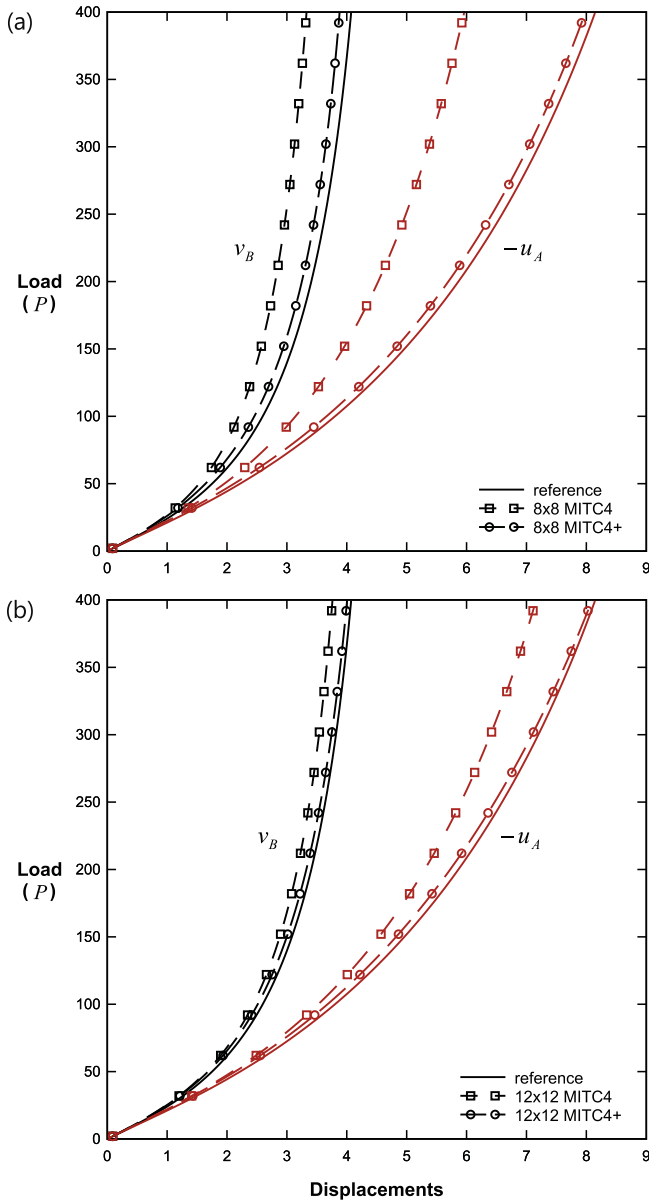 (a)
400
350
300
250
v_B
−u_A
200
Load
(P)
150
100
50
reference
8x8 MITC4
8x8 MITC4+
0
0 1 2 3 4 5 6 7 8 9
(b)
400
350
300
250
v_B
−u_A
200
Load
(P)
150
100
50
reference
12x12 MITC4
12x12 MITC4+
0
0 1 2 3 4 5 6 7 8 9
Displacements